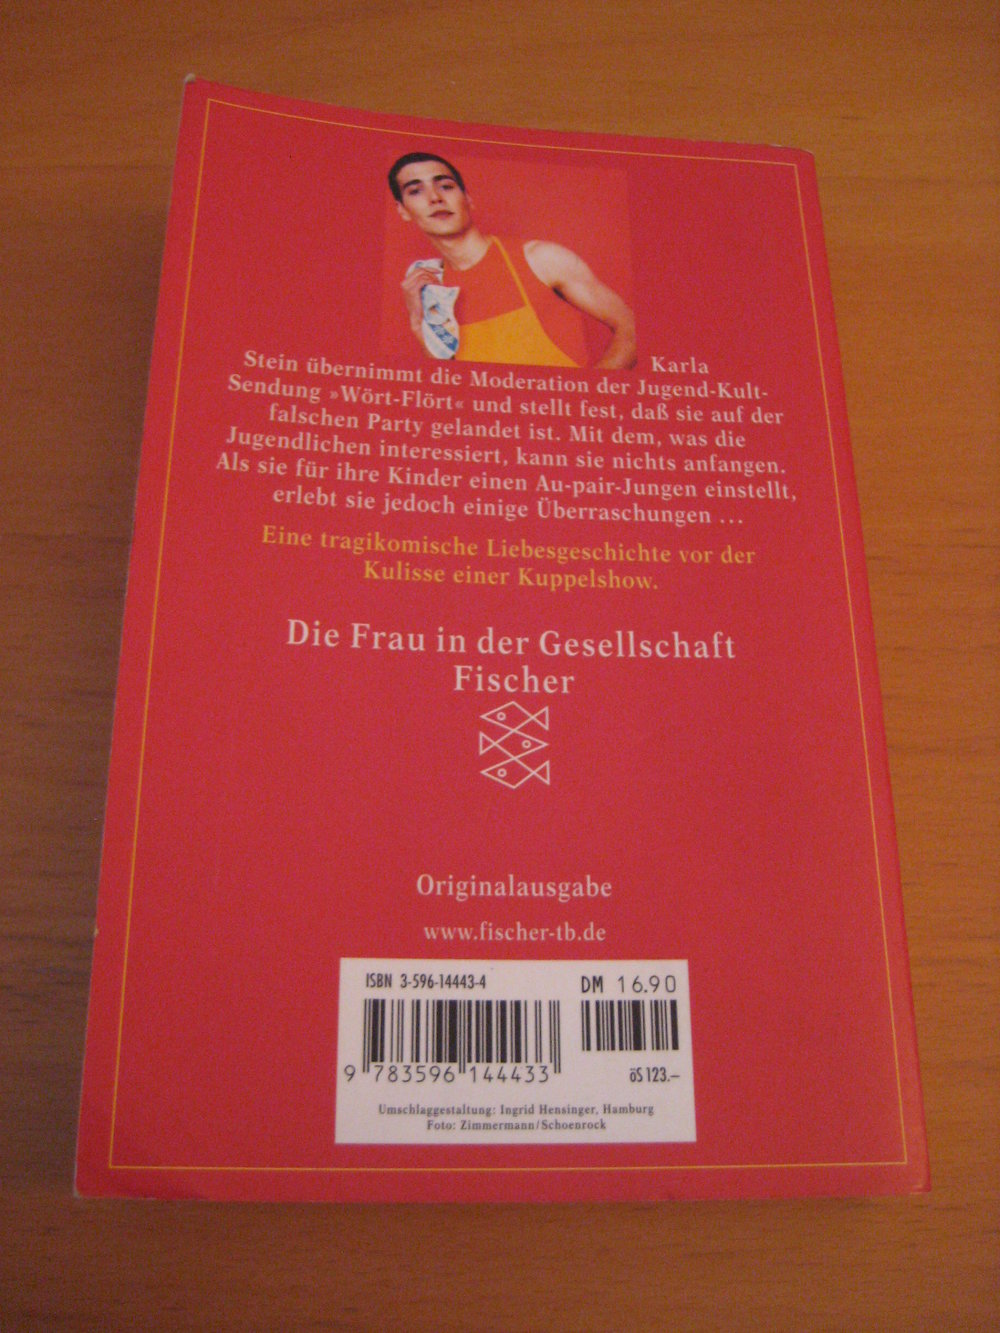 Karla
Stein übernimmt die Moderation der Jugend-Kult-
Sendung »Wört-Flört« und stellt fest, daß sie auf der
falschen Party gelandet ist. Mit dem, was die
Jugendlichen interessiert, kann sie nichts anfangen.
Als sie für ihre Kinder einen Au-pair-Jungen einstellt,
erlebt sie jedoch einige Überraschungen ...
Eine tragikomische Liebesgeschichte vor der
Kulisse einer Kuppelshow.
Die Frau in der Gesellschaft
Fischer
Originalausgabe
www.fischer-tb.de
ISBN 3-596-14443-4 DM 16.90
9 783596 144433 öS 123.–
Umschlaggestaltung: Ingrid Hensinger, Hamburg
Foto: Zimmermann/Schoenrock